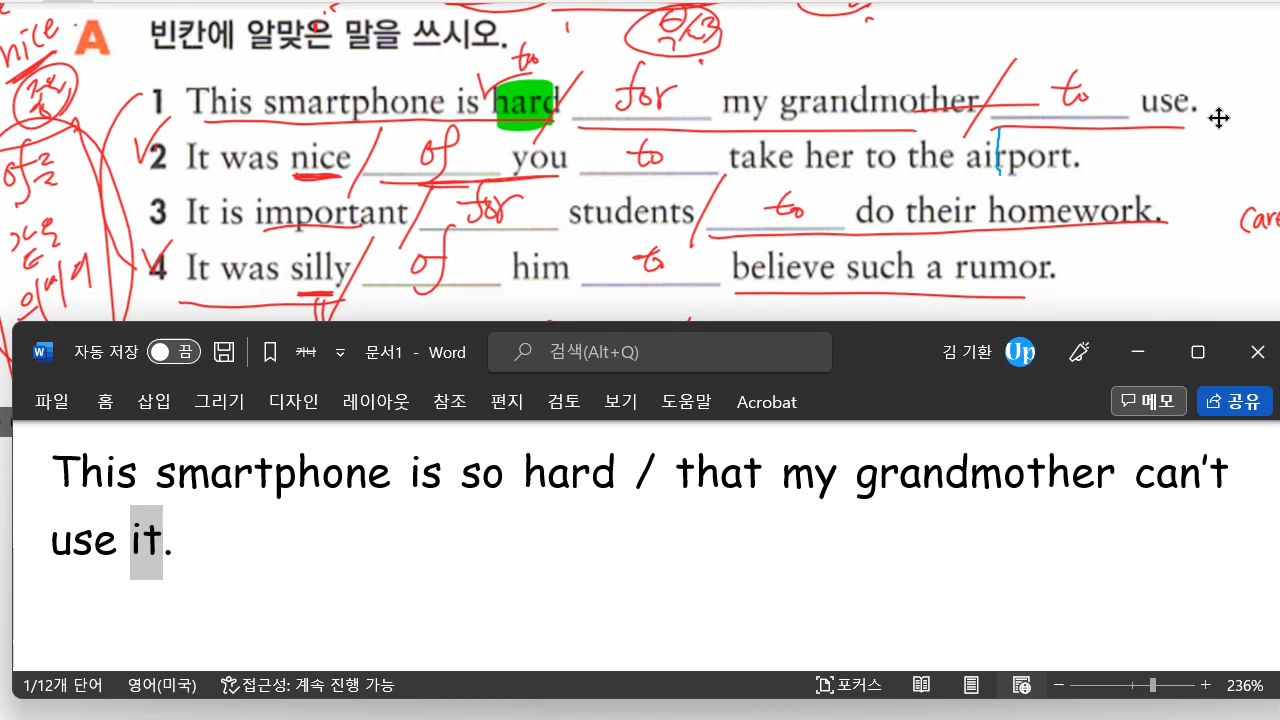 nice
A 빈칸에 알맞은 말을 쓰시오.
to
1 This smartphone is hard for my grandmother to use.
2 It was nice of you to take her to the airport.
3 It is important for students to do their homework.
4 It was silly of him to believe such a rumor.
자동 저장 끔 가나 문서1 - Word 검색(Alt+Q) 김 기환 Up
파일 홈 삽입 그리기 디자인 레이아웃 참조 편지 검토 보기 도움말 Acrobat 메모 공유
This smartphone is so hard / that my grandmother can't
use it.
1/12개 단어 영어(미국) 접근성: 계속 진행 가능 포커스 236%